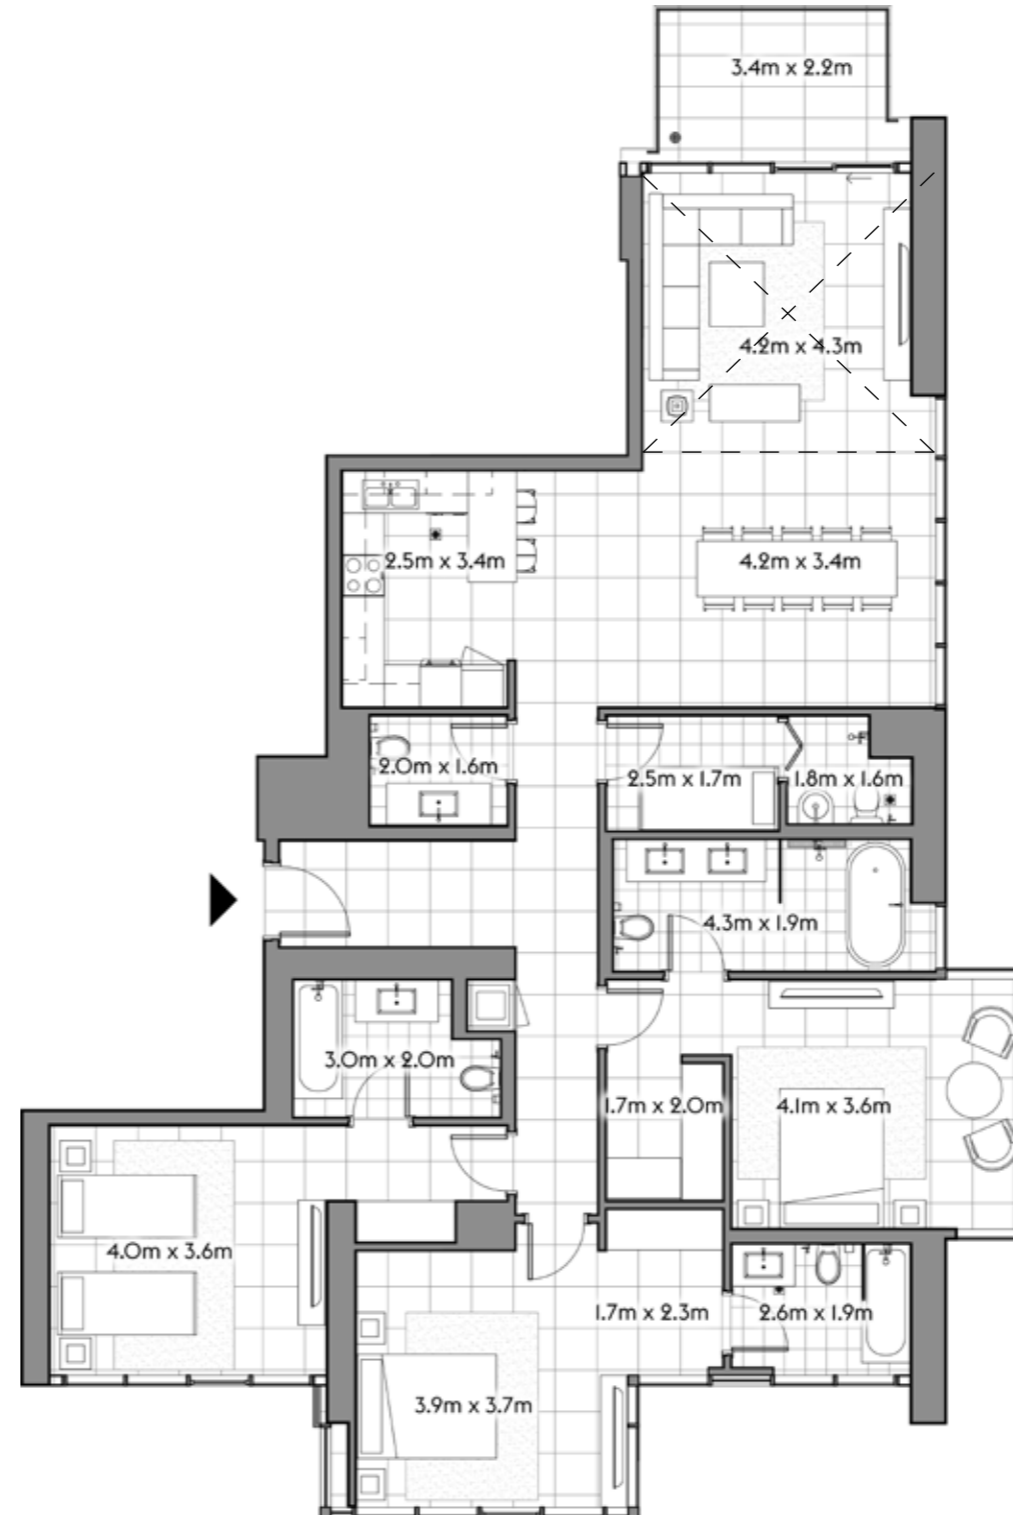 3.4m x 2.2m
4.2m x 4.3m
2.5m x 3.4m
4.2m x 3.4m
2.0m x 1.6m
2.5m x 1.7m
1.8m x 1.6m
4.3m x 1.9m
3.0m x 2.0m
1.7m x 2.0m
4.1m x 3.6m
4.0m x 3.6m
1.7m x 2.3m
2.6m x 1.9m
3.9m x 3.7m